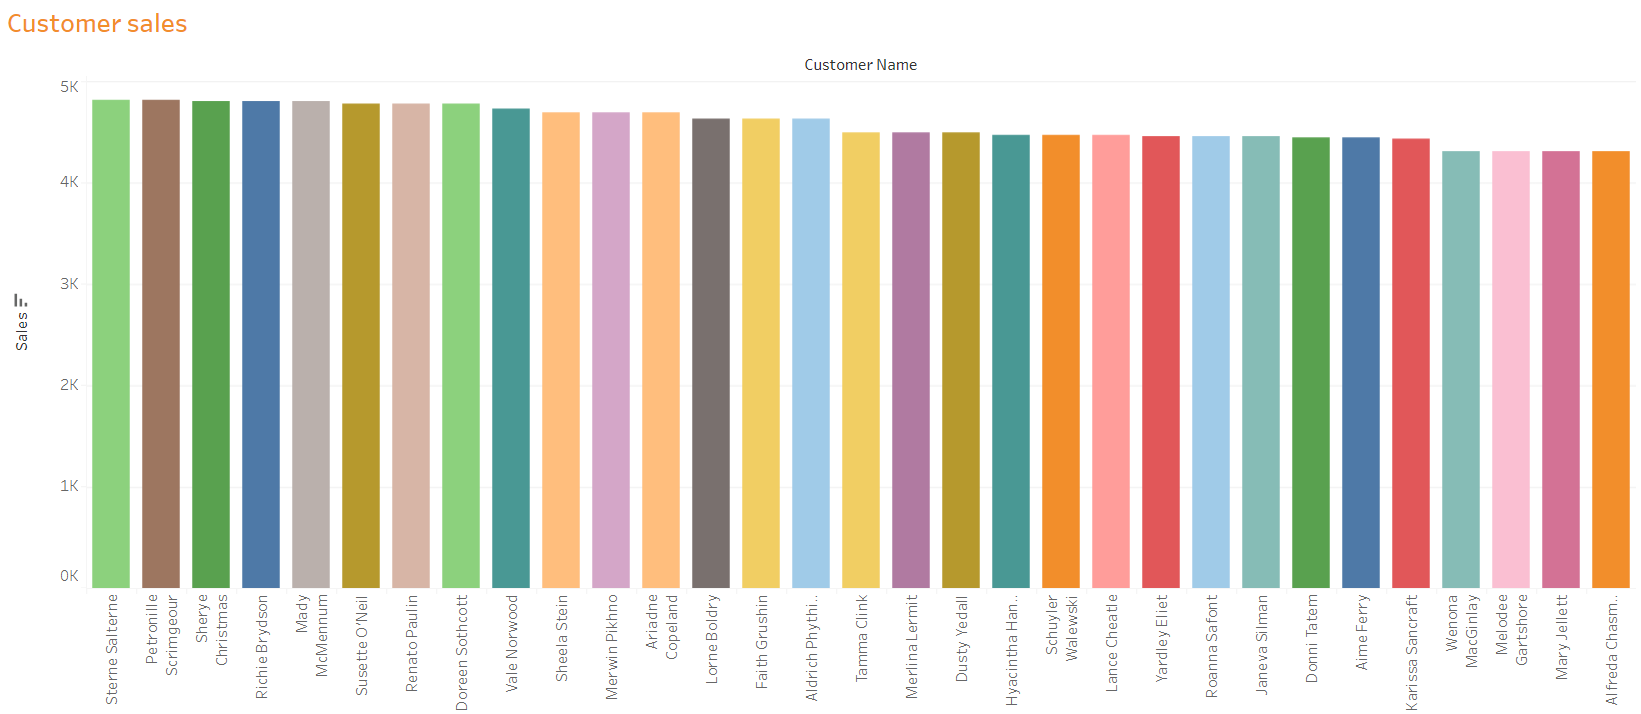 Customer sales
Customer Name
5K
4K
3K
2K
1K
0K
Sales
Sterne Salterne
Petronille
Scrimgeour
Sherye
Christmas
Richie Brydson
Mady
McMennum
Susette O'Neil
Renato Paulin
Doreen Sothcott
Vale Norwood
Sheela Stein
Merwin Pikhno
Ariadne
Copeland
Lorne Boldry
Faith Grushin
Aldrich Phythi..
Tamma Clink
Merlina Lermit
Dusty Yedall
Hyacintha Han..
Schuyler
Walewski
Lance Cheatle
Yardley Eliet
Roanna Safont
Janeva Silman
Donni Tatem
Aime Ferry
Karissa Sancraft
Wenona
MacGinlay
Melodee
Gartshore
Mary Jellett
Alfreda Chasm..